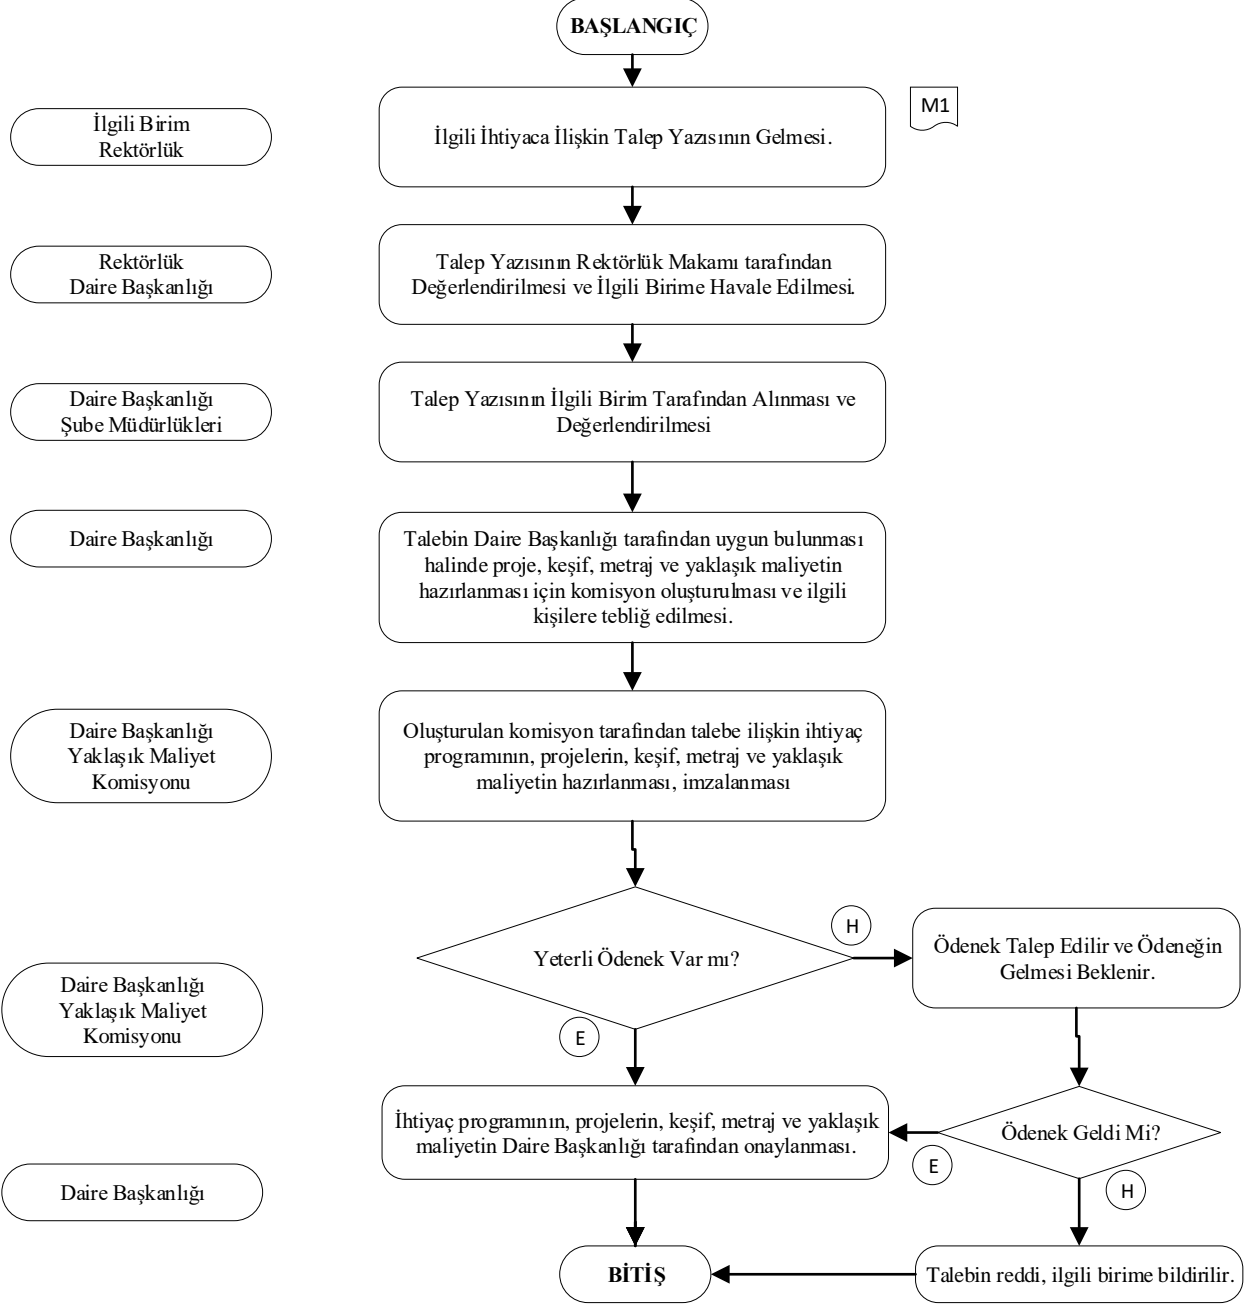 BAŞLANGIÇ
İlgili Birim
Rektörlük
İlgili İhtiyaca İlişkin Talep Yazısının Gelmesi.
M1
Rektörlük
Daire Başkanlığı
Talep Yazısının Rektörlük Makamı tarafından
Değerlendirilmesi ve İlgili Birime Havale Edilmesi.
Daire Başkanlığı
Şube Müdürlükleri
Talep Yazısının İlgili Birim Tarafından Alınması ve
Değerlendirilmesi
Daire Başkanlığı
Talebin Daire Başkanlığı tarafından uygun bulunması
halinde proje, keşif, metraj ve yaklaşık maliyetin
hazırlanması için komisyon oluşturulması ve ilgili
kişilere tebliğ edilmesi.
Daire Başkanlığı
Yaklaşık Maliyet
Komisyonu
Oluşturulan komisyon tarafından talebe ilişkin ihtiyaç
programının, projelerin, keşif, metraj ve yaklaşık
maliyetin hazırlanması, imzalanması
Daire Başkanlığı
Yaklaşık Maliyet
Komisyonu
Yeterli Ödenek Var mı?
H
Ödenek Talep Edilir ve Ödeneğin
Gelmesi Beklenir.
E
İhtiyaç programının, projelerin, keşif, metraj ve yaklaşık
maliyetin Daire Başkanlığı tarafından onaylanması.
Ödenek Geldi Mi?
E
H
Daire Başkanlığı
BİTİŞ
Talebin reddi, ilgili birime bildirilir.